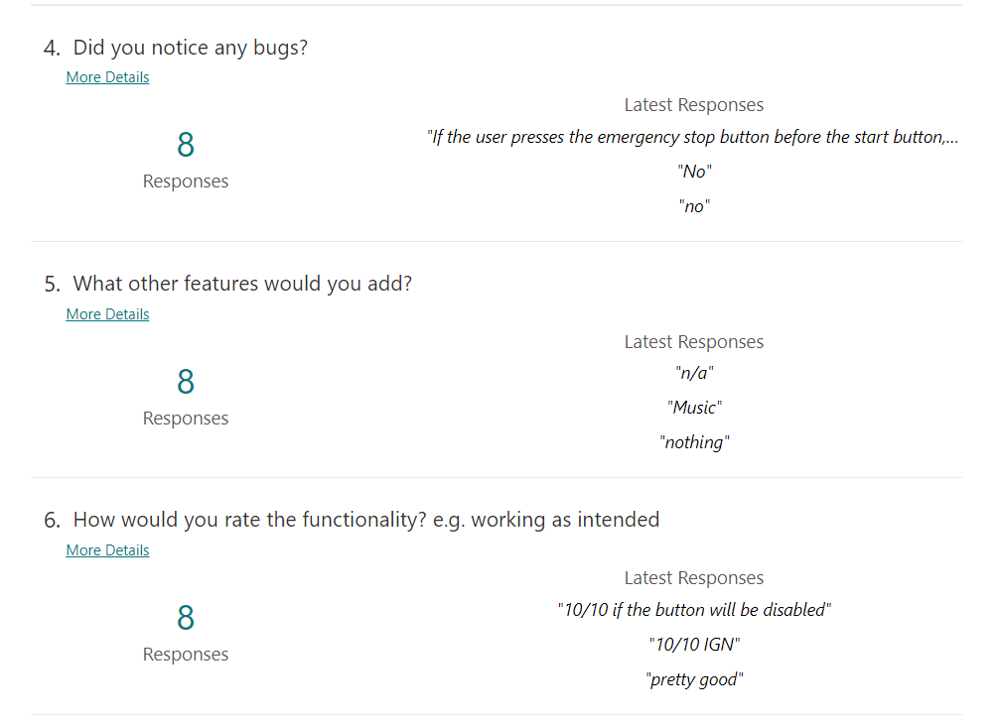 4. Did you notice any bugs?
More Details
Latest Responses
8
Responses
"If the user presses the emergency stop button before the start button,...
"No"
"no"
5. What other features would you add?
More Details
Latest Responses
8
Responses
"n/a"
"Music"
"nothing"
6. How would you rate the functionality? e.g. working as intended
More Details
Latest Responses
8
Responses
"10/10 if the button will be disabled"
"10/10 IGN"
"pretty good"